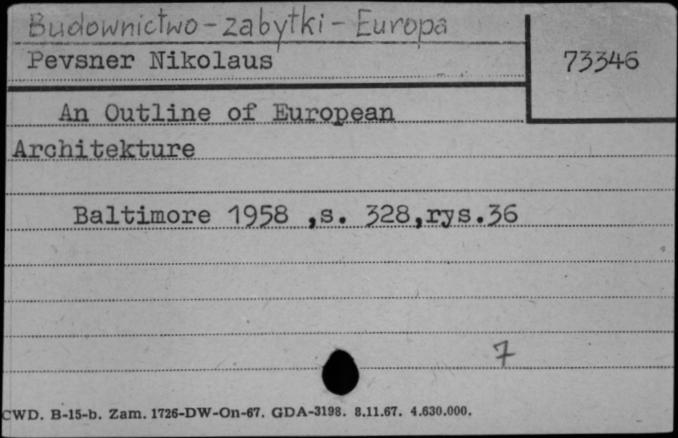 Budownictwo - zabytki - Europa
Pevsner Nikolaus
73346
An Outline of European
Architekture
Baltimore 1958 ,s. 328,rys.36
7
CWD. B-15-b. Zam. 1726-DW-On-67. GDA-3198. 8.11.67. 4.630.000.